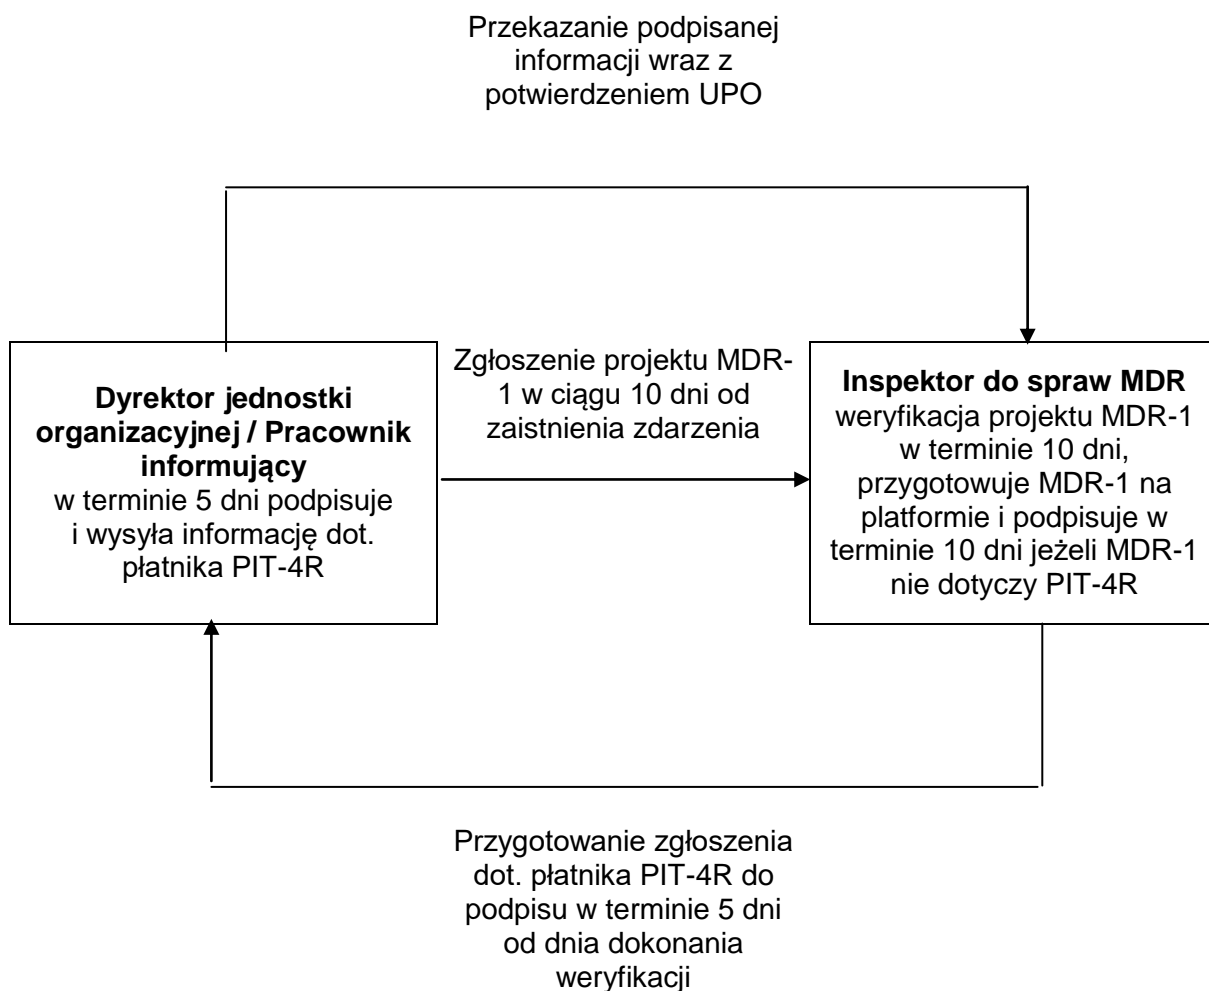 Przekazanie podpisanej
informacji wraz z
potwierdzeniem UPO
Dyrektor jednostki
organizacyjnej / Pracownik
informujący
w terminie 5 dni podpisuje
i wysyła informację dot.
płatnika PIT-4R
Zgłoszenie projektu MDR-
1 w ciągu 10 dni od
zaistnienia zdarzenia
Inspektor do spraw MDR
weryfikacja projektu MDR-1
w terminie 10 dni,
przygotowuje MDR-1 na
platformie i podpisuje w
terminie 10 dni jeżeli MDR-1
nie dotyczy PIT-4R
Przygotowanie zgłoszenia
dot. płatnika PIT-4R do
podpisu w terminie 5 dni
od dnia dokonania
weryfikacji